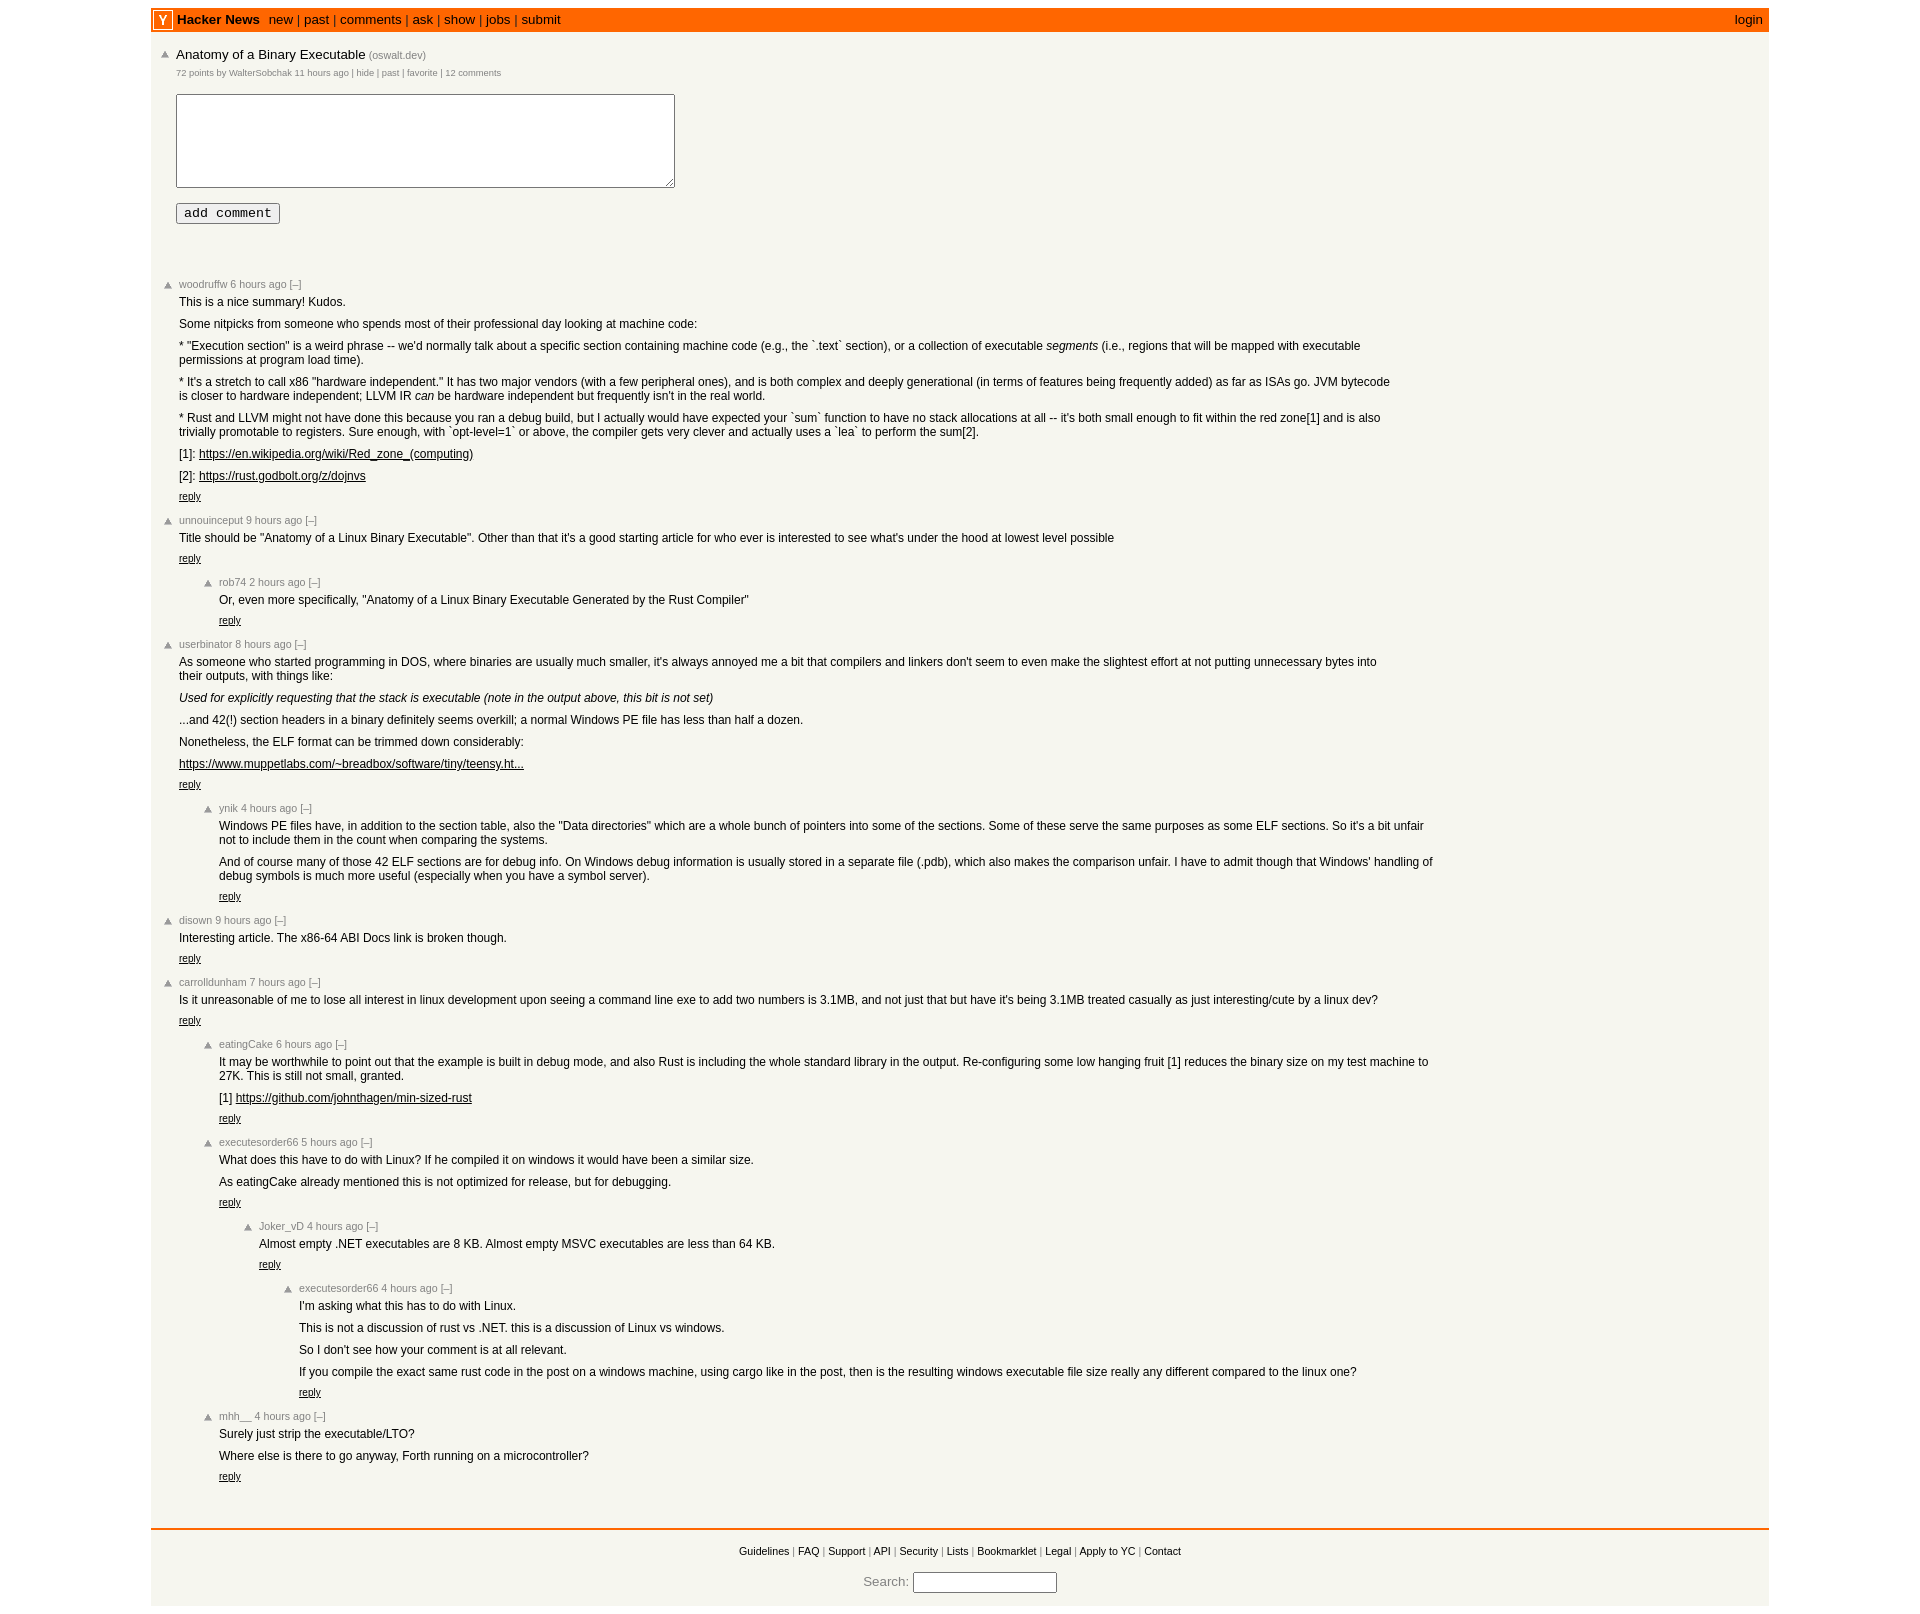 Y Hacker News new | past | comments | ask | show | jobs | submit login
Anatomy of a Binary Executable (oswalt.dev)
72 points by WalterSobchak 11 hours ago | hide | past | favorite | 12 comments
add comment
woodruffw 6 hours ago [–]
This is a nice summary! Kudos.
Some nitpicks from someone who spends most of their professional day looking at machine code:
* "Execution section" is a weird phrase -- we'd normally talk about a specific section containing machine code (e.g., the `.text` section), or a collection of executable segments (i.e., regions that will be mapped with executable
permissions at program load time).
* It's a stretch to call x86 "hardware independent." It has two major vendors (with a few peripheral ones), and is both complex and deeply generational (in terms of features being frequently added) as far as ISAs go. JVM bytecode
is closer to hardware independent; LLVM IR can be hardware independent but frequently isn't in the real world.
* Rust and LLVM might not have done this because you ran a debug build, but I actually would have expected your `sum` function to have no stack allocations at all -- it's both small enough to fit within the red zone[1] and is also
trivially promotable to registers. Sure enough, with `opt-level=1` or above, the compiler gets very clever and actually uses a `lea` to perform the sum[2].
[1]: https://en.wikipedia.org/wiki/Red_zone_(computing)
[2]: https://rust.godbolt.org/z/dojnvs
reply
unnouinceput 9 hours ago [–]
Title should be "Anatomy of a Linux Binary Executable". Other than that it's a good starting article for who ever is interested to see what's under the hood at lowest level possible
reply
rob74 2 hours ago [–]
Or, even more specifically, "Anatomy of a Linux Binary Executable Generated by the Rust Compiler"
reply
userbinator 8 hours ago [–]
As someone who started programming in DOS, where binaries are usually much smaller, it's always annoyed me a bit that compilers and linkers don't seem to even make the slightest effort at not putting unnecessary bytes into
their outputs, with things like:
Used for explicitly requesting that the stack is executable (note in the output above, this bit is not set)
...and 42(!) section headers in a binary definitely seems overkill; a normal Windows PE file has less than half a dozen.
Nonetheless, the ELF format can be trimmed down considerably:
https://www.muppetlabs.com/~breadbox/software/tiny/teensy.ht...
reply
ynik 4 hours ago [–]
Windows PE files have, in addition to the section table, also the "Data directories" which are a whole bunch of pointers into some of the sections. Some of these serve the same purposes as some ELF sections. So it's a bit unfair
not to include them in the count when comparing the systems.
And of course many of those 42 ELF sections are for debug info. On Windows debug information is usually stored in a separate file (.pdb), which also makes the comparison unfair. I have to admit though that Windows' handling of
debug symbols is much more useful (especially when you have a symbol server).
reply
disown 9 hours ago [–]
Interesting article. The x86-64 ABI Docs link is broken though.
reply
carrolldunham 7 hours ago [–]
Is it unreasonable of me to lose all interest in linux development upon seeing a command line exe to add two numbers is 3.1MB, and not just that but have it's being 3.1MB treated casually as just interesting/cute by a linux dev?
reply
eatingCake 6 hours ago [–]
It may be worthwhile to point out that the example is built in debug mode, and also Rust is including the whole standard library in the output. Re-configuring some low hanging fruit [1] reduces the binary size on my test machine to
27K. This is still not small, granted.
[1] https://github.com/johnthagen/min-sized-rust
reply
executesorder66 5 hours ago [–]
What does this have to do with Linux? If he compiled it on windows it would have been a similar size.
As eatingCake already mentioned this is not optimized for release, but for debugging.
reply
Joker_vD 4 hours ago [–]
Almost empty .NET executables are 8 KB. Almost empty MSVC executables are less than 64 KB.
reply
executesorder66 4 hours ago [–]
I'm asking what this has to do with Linux.
This is not a discussion of rust vs .NET. this is a discussion of Linux vs windows.
So I don't see how your comment is at all relevant.
If you compile the exact same rust code in the post on a windows machine, using cargo like in the post, then is the resulting windows executable file size really any different compared to the linux one?
reply
mhh__ 4 hours ago [–]
Surely just strip the executable/LTO?
Where else is there to go anyway, Forth running on a microcontroller?
reply
Guidelines | FAQ | Support | API | Security | Lists | Bookmarklet | Legal | Apply to YC | Contact
Search: